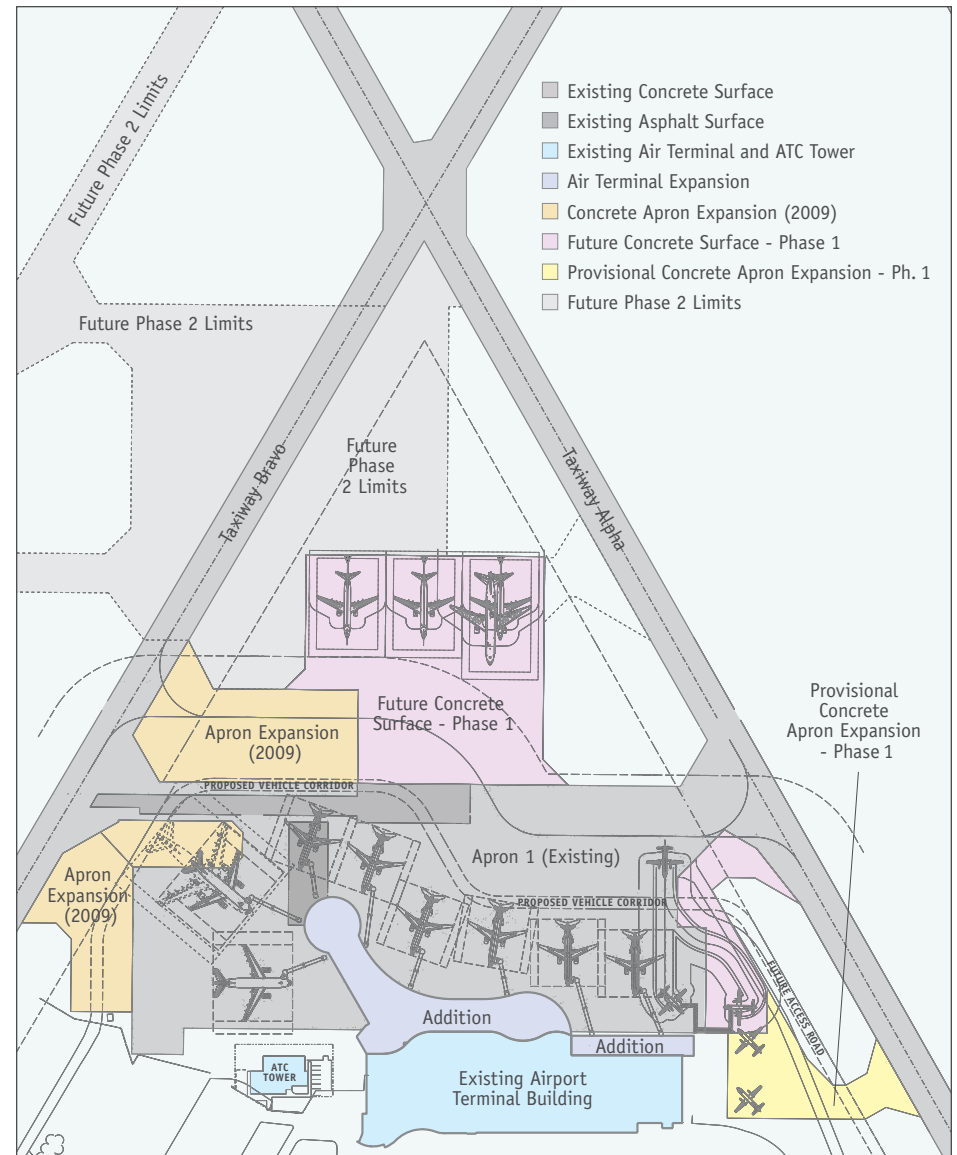 Future Phase 2 Limits
Existing Concrete Surface
Existing Asphalt Surface
Existing Air Terminal and ATC Tower
Air Terminal Expansion
Concrete Apron Expansion (2009)
Future Concrete Surface - Phase 1
Provisional Concrete Apron Expansion - Ph. 1
Future Phase 2 Limits
Future Phase 2 Limits
Future
Phase
2 Limits
Taxiway Bravo
Taxiway Alpha
Provisional
Concrete
Apron Expansion
- Phase 1
Future Concrete
Surface - Phase 1
Apron Expansion
(2009)
PROPOSED VEHICLE CORRIDOR
Apron 1 (Existing)
Apron
Expansion
(2009)
PROPOSED VEHICLE CORRIDOR
FUTURE ACCESS ROAD
Addition
Addition
ATC
TOWER
Existing Airport
Terminal Building